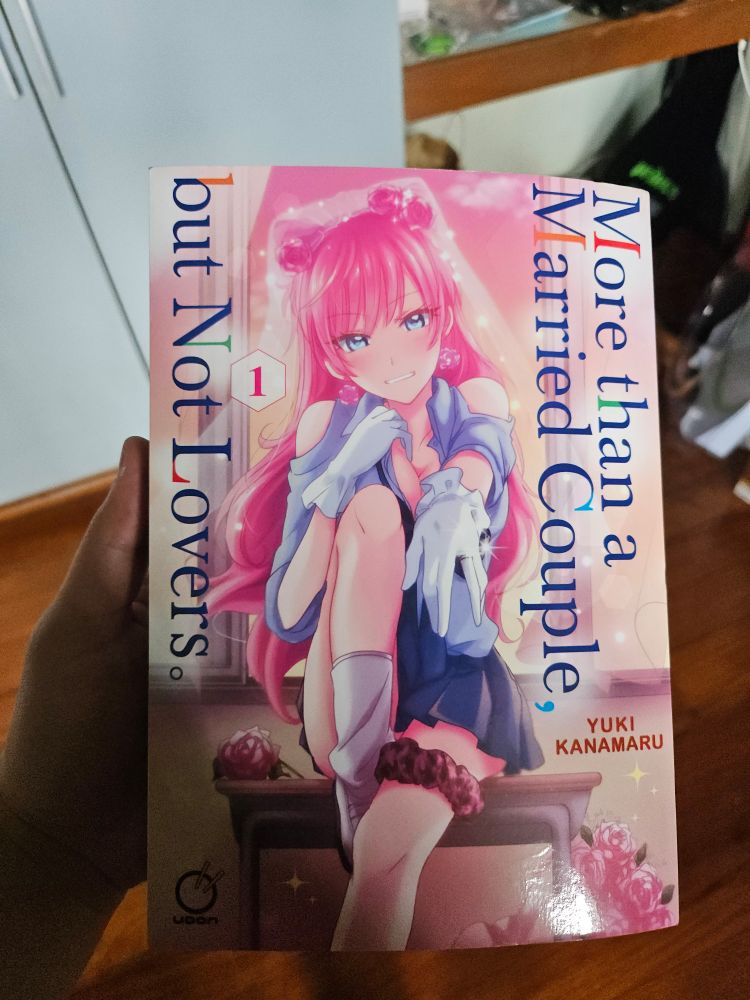 More than a
Married Couple,
but Not Lovers。
1
YUKI
KANAMARU
UDON